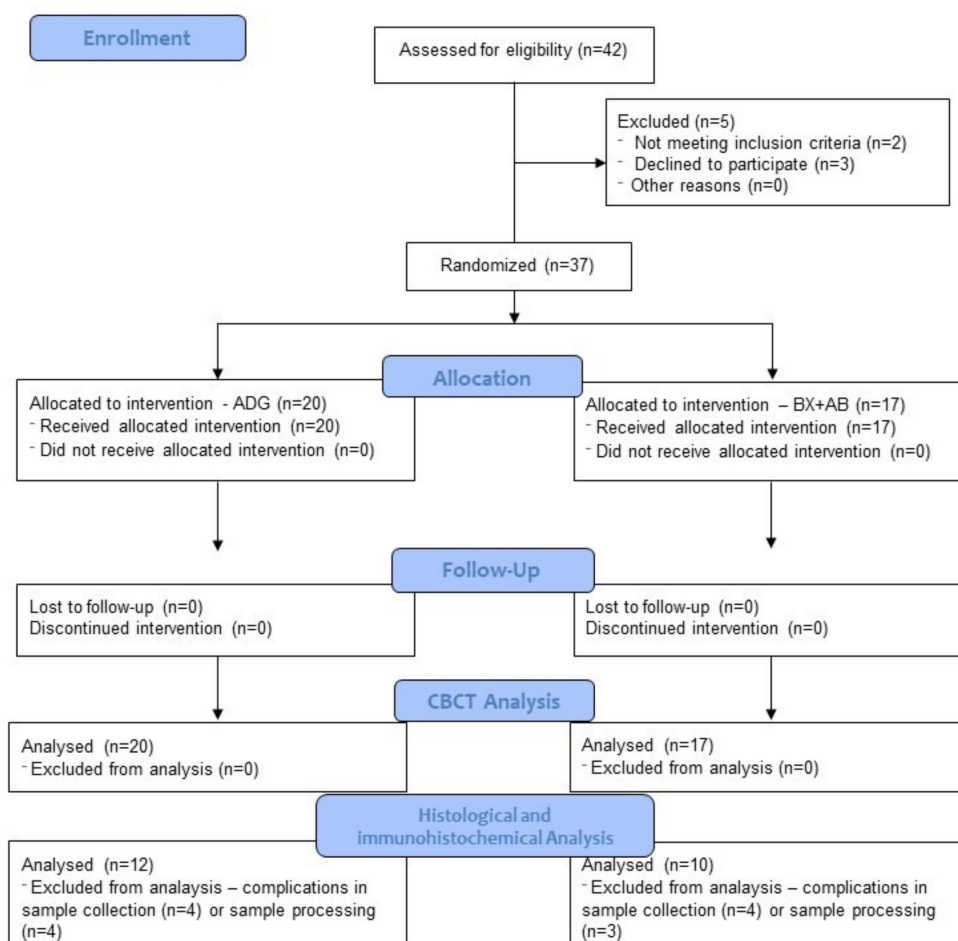 Enrollment
Assessed for eligibility (n=42)
Excluded (n=5)
- Not meeting inclusion criteria (n=2)
- Declined to participate (n=3)
- Other reasons (n=0)
Randomized (n=37)
Allocation
Allocated to intervention - ADG (n=20)
- Received allocated intervention (n=20)
- Did not receive allocated intervention (n=0)
Allocated to intervention – BX+AB (n=17)
- Received allocated intervention (n=17)
- Did not receive allocated intervention (n=0)
Follow-Up
Lost to follow-up (n=0)
Discontinued intervention (n=0)
Lost to follow-up (n=0)
Discontinued intervention (n=0)
CBCT Analysis
Analysed (n=20)
- Excluded from analysis (n=0)
Analysed (n=17)
- Excluded from analysis (n=0)
Histological and
immunohistochemical Analysis
Analysed (n=12)
- Excluded from analaysis – complications in
sample collection (n=4) or sample processing
(n=4)
Analysed (n=10)
- Excluded from analaysis – complications in
sample collection (n=4) or sample processing
(n=3)